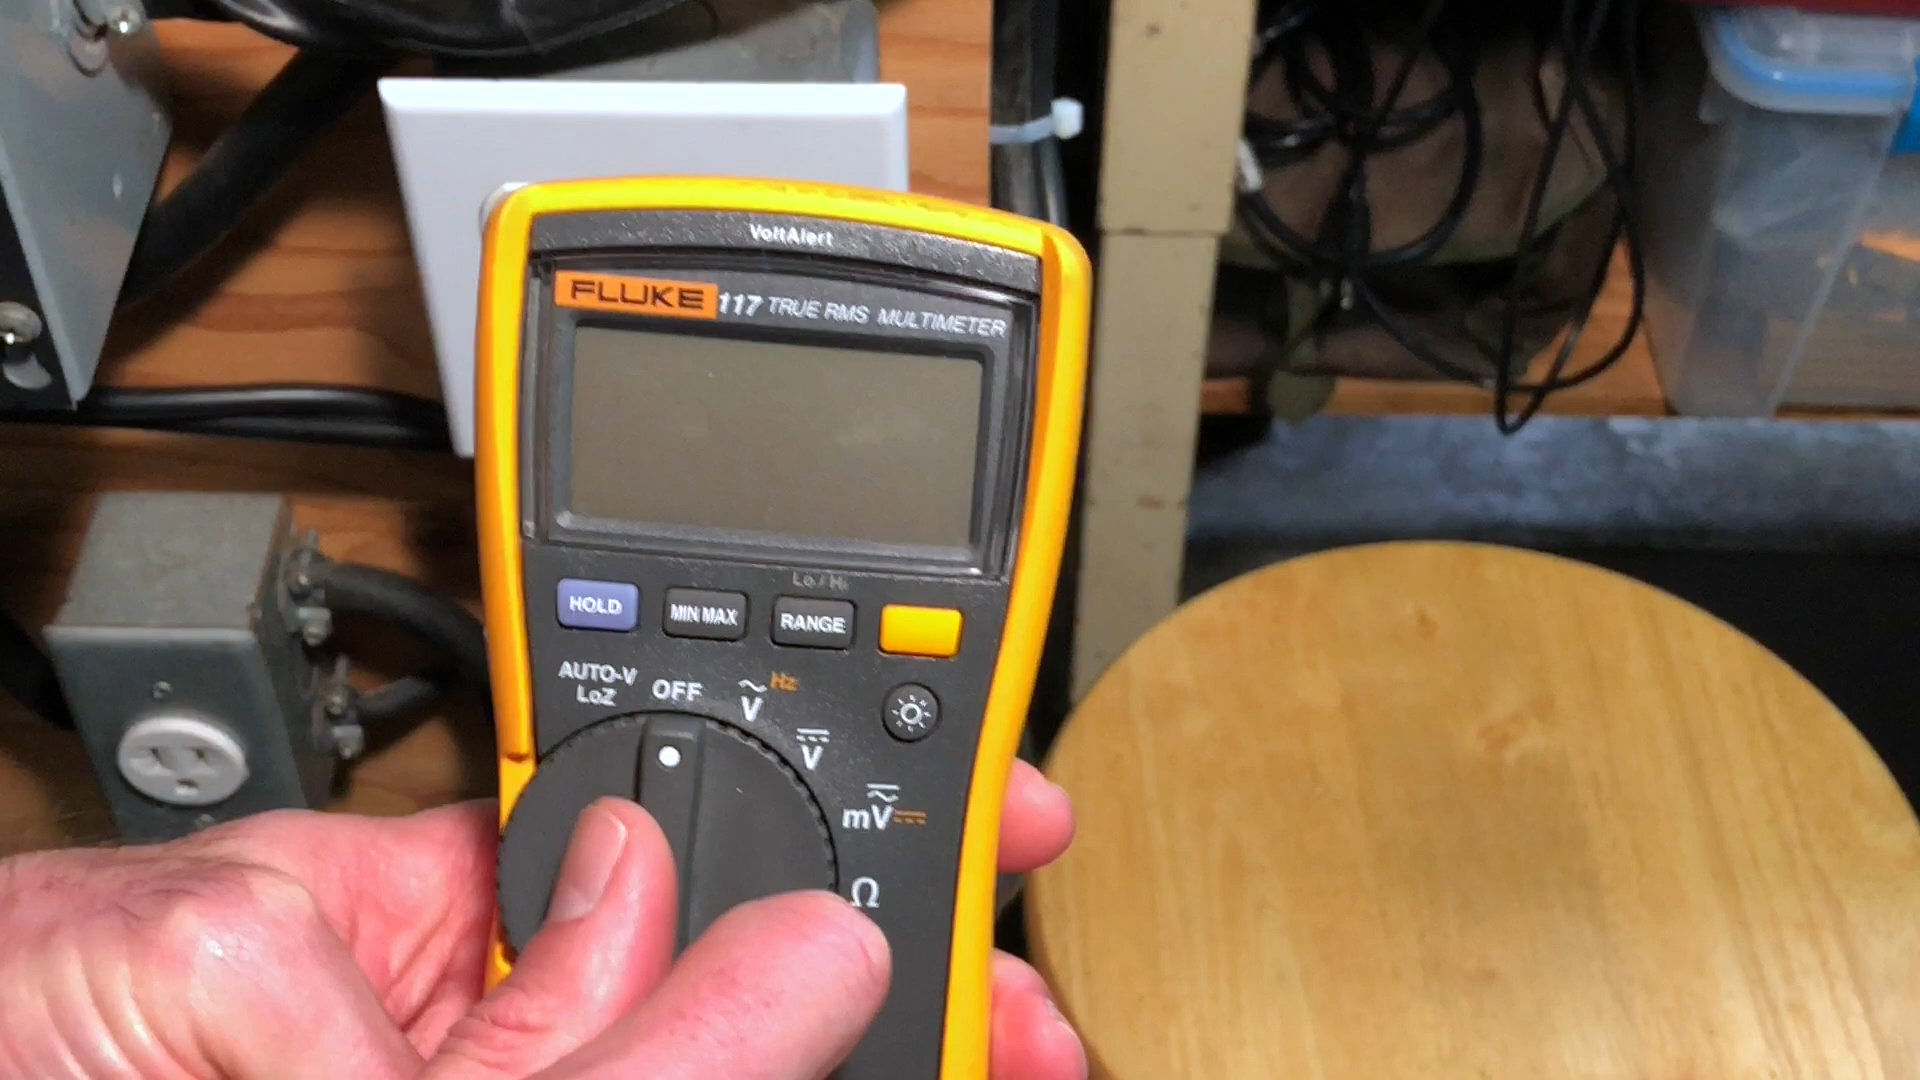 VoltAlert
FLUKE 117 TRUE RMS MULTIMETER
Lo / Hi
HOLD MIN MAX RANGE
AUTO-V
LoZ
OFF
V Hz
V
mV
Ω